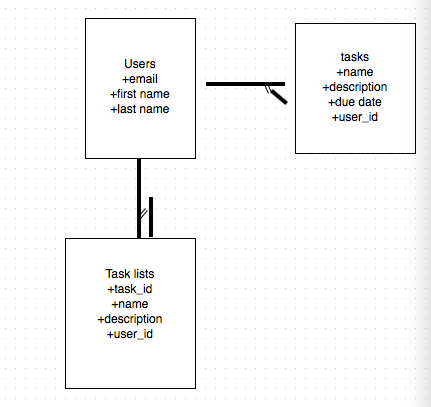 Users
+email
+first name
+last name
tasks
+name
+description
+due date
+user_id
Task lists
+task_id
+name
+description
+user_id